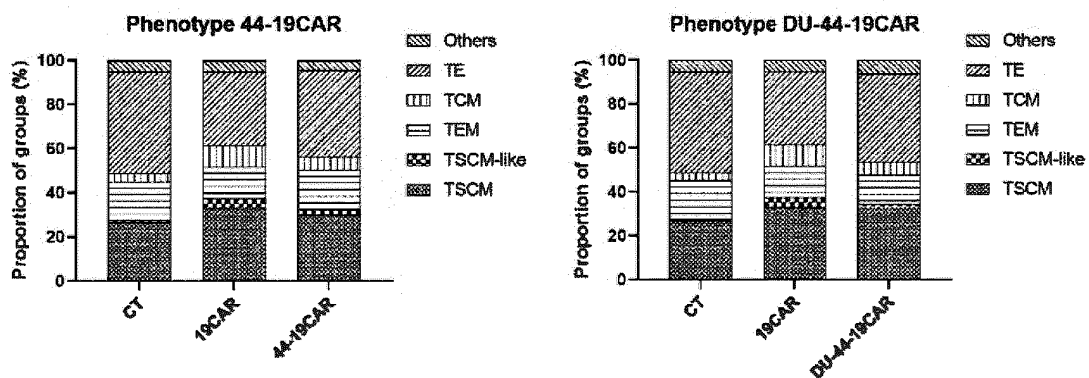 Phenotype 44-19CAR
Proportion of groups (%)
100
80
60
40
20
0
CT
19CAR
44-19CAR
Others
TE
TCM
TEM
TSCM-like
TSCM
Phenotype DU-44-19CAR
Proportion of groups (%)
100
80
60
40
20
0
CT
19CAR
DU-44-19CAR
Others
TE
TCM
TEM
TSCM-like
TSCM